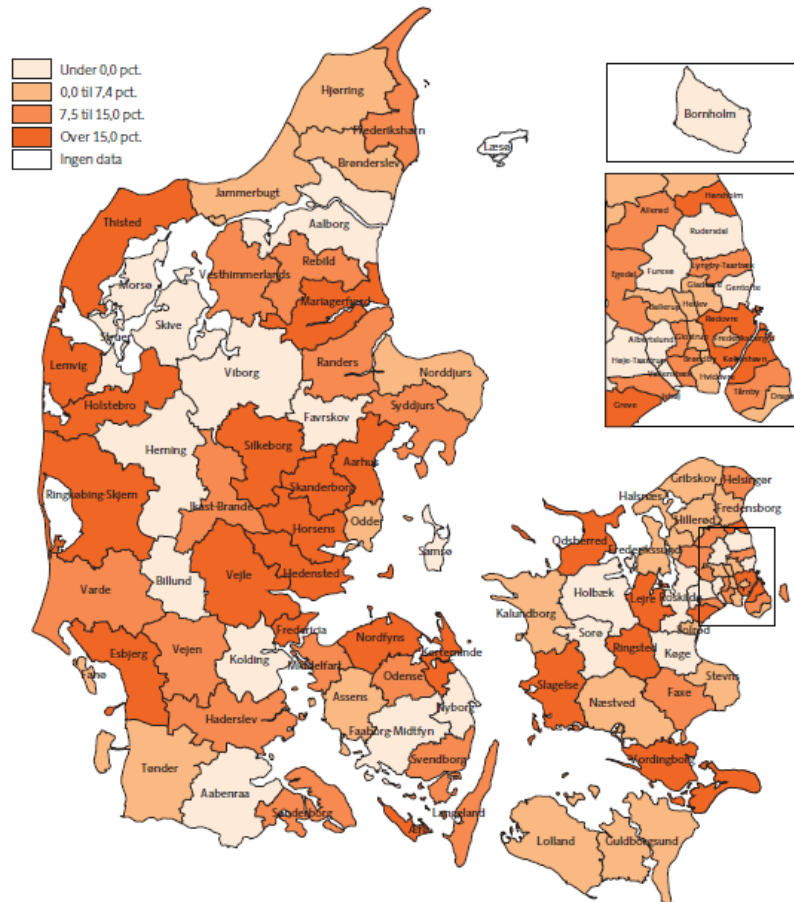 Under 0,0 pct.
0,0 til 7,4 pct.
7,5 til 15,0 pct.
Over 15,0 pct.
Ingen data
Hjørring
Frederikshavn
Brønderslev
Læsø
Jammerbugt
Aalborg
Thisted
Vesthimmerlands
Rebild
Morsø
Mariagerfjord
Skive
Struer
Lemvig
Viborg
Randers
Norddjurs
Holstebro
Favrskov
Syddjurs
Herning
Silkeborg
Aarhus
Ringkøbing-Skjern
Skanderborg
Ikast-Brande
Horsens
Odder
Samsø
Billund
Vejle
Hedensted
Varde
Fredericia
Esbjerg
Vejen
Kolding
Middelfart
Nordfyns
Kerteminde
Fanø
Odense
Haderslev
Assens
Nyborg
Faaborg-Midtfyn
Tønder
Svendborg
Aabenraa
Sønderborg
Langeland
Ærø
Bornholm
Hørsholm
Allerød
Rudersdal
Egedal
Furesø
Lyngby-Taarbæk
Gladsaxe
Gentofte
Ballerup
Herlev
Rødovre
Albertslund
Glostrup
Frederiksberg
Høje-Taastrup
Brøndby
København
Vallensbæk
Hvidovre
Ishøj
Tårnby
Dragør
Greve
Gribskov
Helsingør
Halsnæs
Fredensborg
Hillerød
Odsherred
Frederikssund
Holbæk
Lejre
Roskilde
Kalundborg
Solrød
Sorø
Ringsted
Køge
Stevns
Slagelse
Næstved
Faxe
Vordingborg
Lolland
Guldborgsund